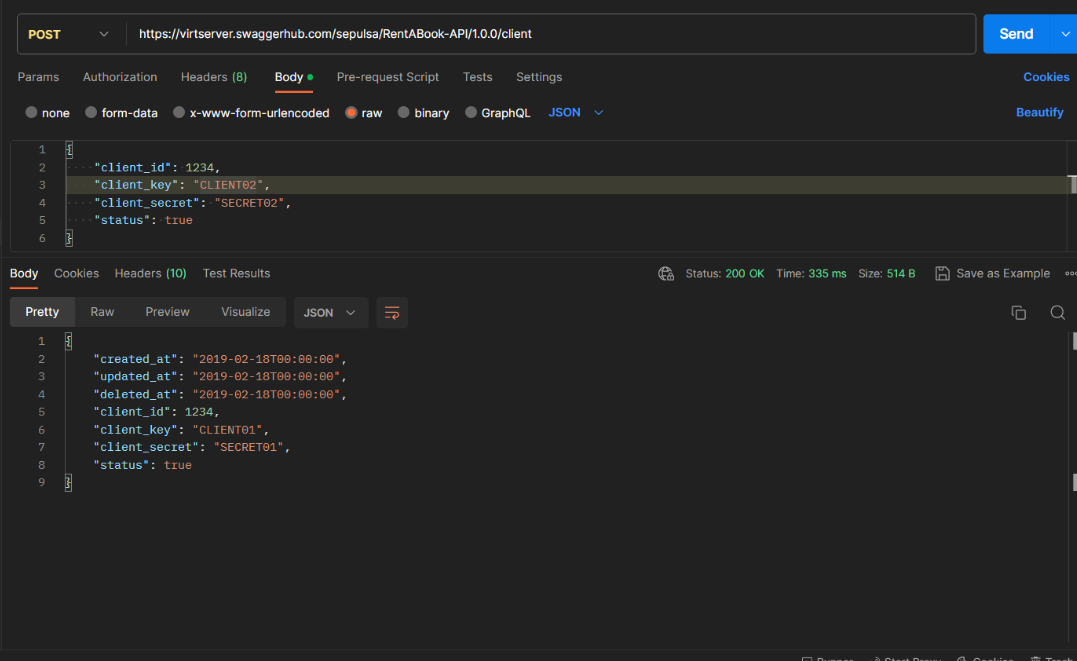 POST https://virtserver.swaggerhub.com/sepulsa/RentABook-API/1.0.0/client Send
Params Authorization Headers (8) Body Pre-request Script Tests Settings Cookies
none form-data x-www-form-urlencoded raw binary GraphQL JSON Beautify
1 {
2 "client_id": 1234,
3 "client_key": "CLIENT02",
4 "client_secret": "SECRET02",
5 "status": true
6 }
Body Cookies Headers (10) Test Results Status: 200 OK Time: 335 ms Size: 514 B Save as Example
Pretty Raw Preview Visualize JSON
1 {
2 "created_at": "2019-02-18T00:00:00",
3 "updated_at": "2019-02-18T00:00:00",
4 "deleted_at": "2019-02-18T00:00:00",
5 "client_id": 1234,
6 "client_key": "CLIENT01",
7 "client_secret": "SECRET01",
8 "status": true
9 }
Runner Start Proxy Cookies Trash